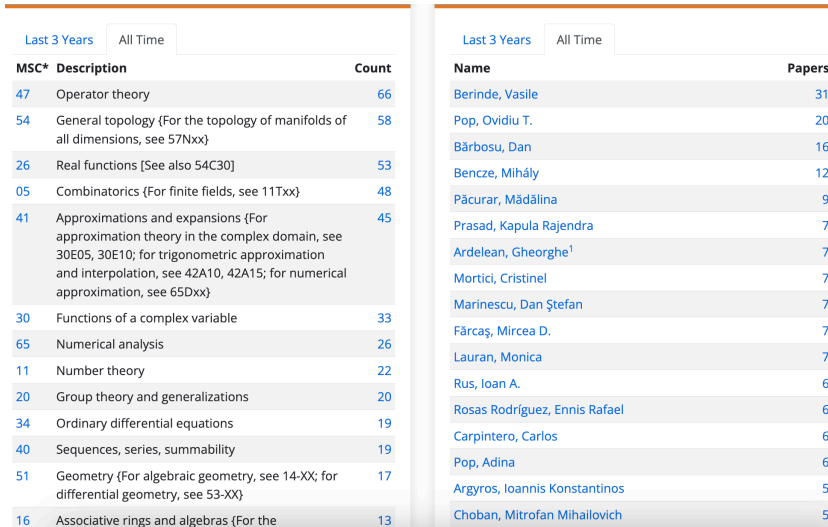 Last 3 Years All Time
MSC* Description Count
47 Operator theory 66
54 General topology {For the topology of manifolds of 58
all dimensions, see 57Nxx}
26 Real functions [See also 54C30] 53
05 Combinatorics {For finite fields, see 11Txx} 48
41 Approximations and expansions {For 45
approximation theory in the complex domain, see
30E05, 30E10; for trigonometric approximation
and interpolation, see 42A10, 42A15; for numerical
approximation, see 65Dxx}
30 Functions of a complex variable 33
65 Numerical analysis 26
11 Number theory 22
20 Group theory and generalizations 20
34 Ordinary differential equations 19
40 Sequences, series, summability 19
51 Geometry {For algebraic geometry, see 14-XX; for 17
differential geometry, see 53-XX}
16 Associative rings and algebras {For the 13
Last 3 Years All Time
Name Papers
Berinde, Vasile 31
Pop, Ovidiu T. 20
Bărbosu, Dan 16
Bencze, Mihály 12
Păcurar, Mădălina 9
Prasad, Kapula Rajendra 7
Ardelean, Gheorghe¹ 7
Mortici, Cristinel 7
Marinescu, Dan Ştefan 7
Fărcaş, Mircea D. 7
Lauran, Monica 7
Rus, Ioan A. 6
Rosas Rodríguez, Ennis Rafael 6
Carpintero, Carlos 6
Pop, Adina 6
Argyros, Ioannis Konstantinos 5
Choban, Mitrofan Mihailovich 5